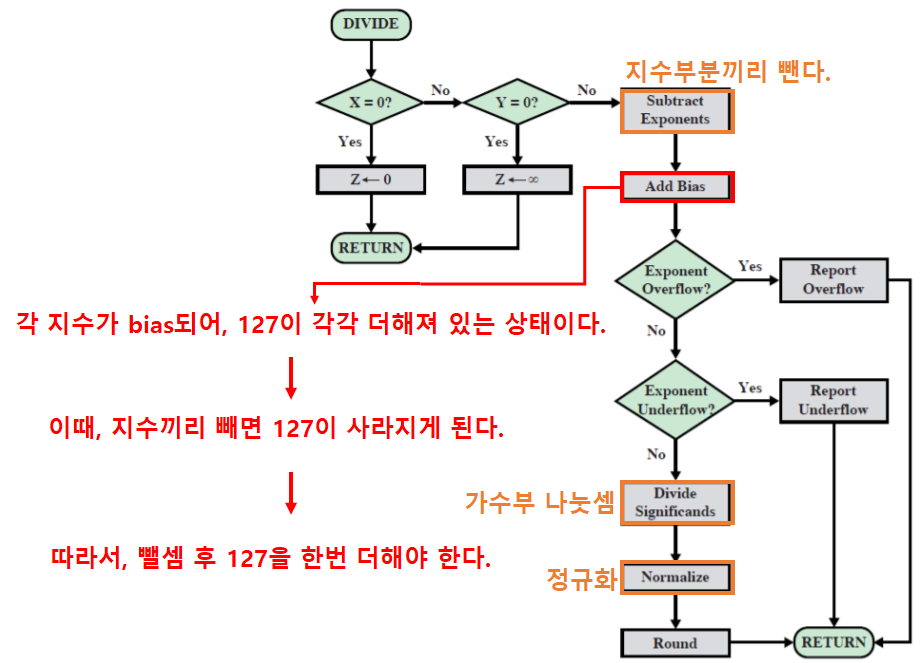 DIVIDE
지수부분끼리 뺀다.
X = 0?
No
Y = 0?
No
Subtract
Exponents
Yes
Yes
Z ← 0
Z ← ∞
Add Bias
RETURN
Exponent
Overflow?
Yes
Report
Overflow
각 지수가 bias되어, 127이 각각 더해져 있는 상태이다.
No
Exponent
Underflow?
Yes
Report
Underflow
이때, 지수끼리 빼면 127이 사라지게 된다.
No
가수부 나눗셈
Divide
Significands
따라서, 뺄셈 후 127을 한번 더해야 한다.
정규화
Normalize
Round
RETURN